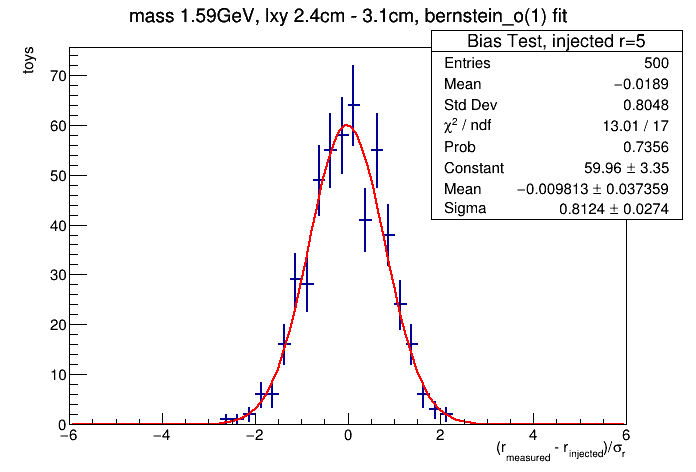 mass 1.59GeV, lxy 2.4cm - 3.1cm, bernstein_o(1) fit
Bias Test, injected r=5
Entries 500
Mean −0.0189
Std Dev 0.8048
χ² / ndf 13.01 / 17
Prob 0.7356
Constant 59.96 ± 3.35
Mean −0.009813 ± 0.037359
Sigma 0.8124 ± 0.0274
toys
70
60
50
40
30
20
10
0
−6 −4 −2 0 2 4 6
(r_measured - r_injected)/σ_r